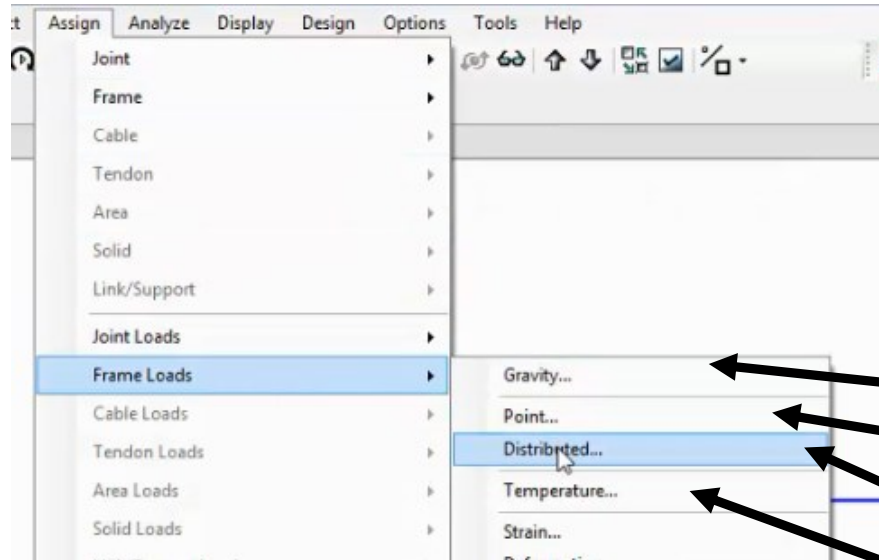 Assign Analyze Display Design Options Tools Help
Joint
Frame
Cable
Tendon
Area
Solid
Link/Support
Joint Loads
Frame Loads
Gravity...
Cable Loads
Point...
Tendon Loads
Distributed...
Area Loads
Temperature...
Solid Loads
Strain...